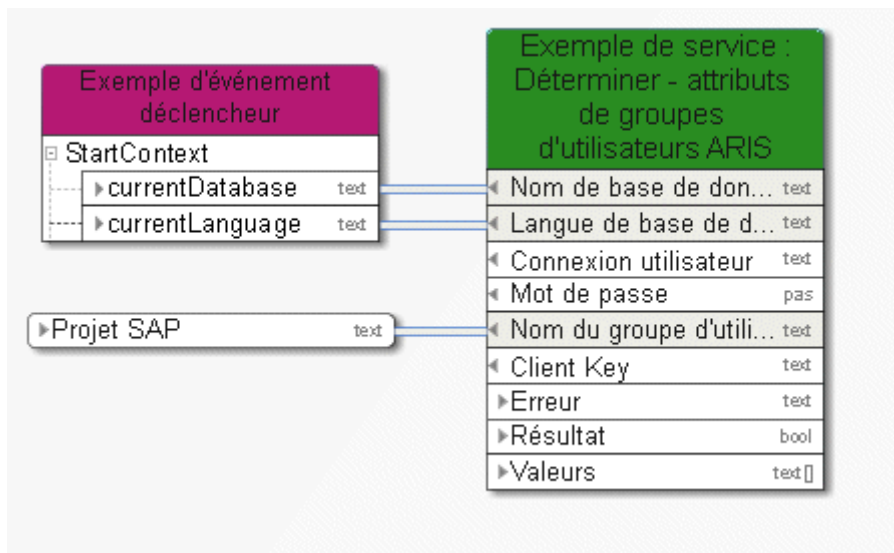 Exemple d'événement
déclencheur
StartContext
currentDatabase text
currentLanguage text
Projet SAP text
Exemple de service :
Déterminer - attributs
de groupes
d'utilisateurs ARIS
Nom de base de don... text
Langue de base de d... text
Connexion utilisateur text
Mot de passe pas
Nom du groupe d'utili... text
Client Key text
Erreur text
Résultat bool
Valeurs text[]